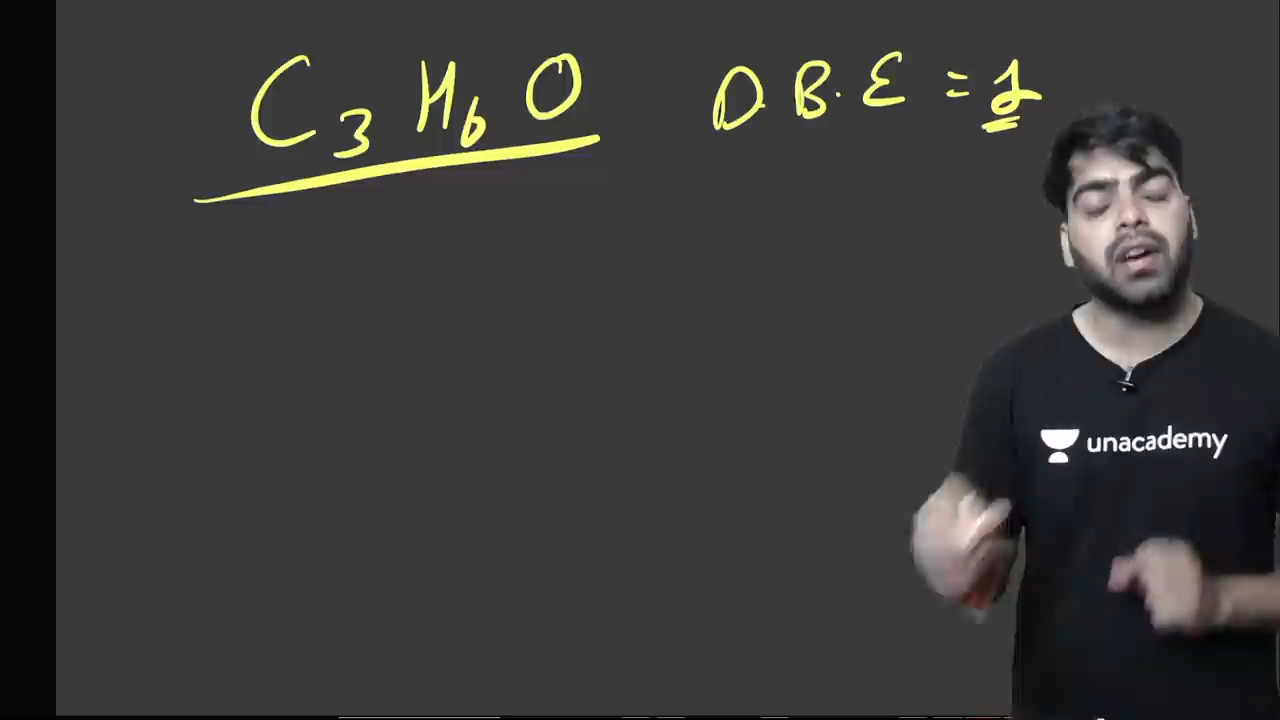 C₃H₆O D.B.E = 1
unacademy